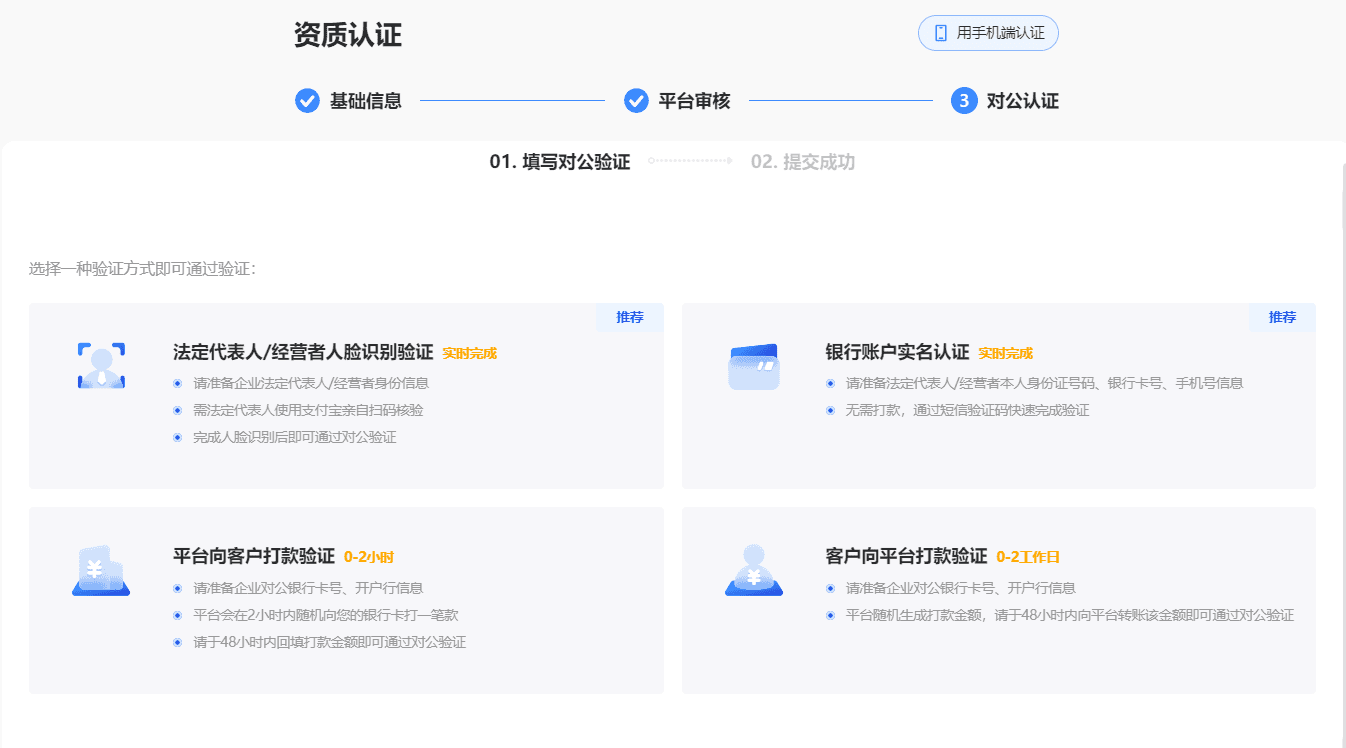 资质认证
用手机端认证
基础信息
平台审核
3 对公认证
01. 填写对公验证
02. 提交成功
选择一种验证方式即可通过验证：
推荐
法定代表人/经营者人脸识别验证 实时完成
请准备企业法定代表人/经营者身份信息
需法定代表人使用支付宝亲自扫码核验
完成人脸识别后即可通过对公验证
推荐
银行账户实名认证 实时完成
请准备法定代表人/经营者本人身份证号码、银行卡号、手机号信息
无需打款，通过短信验证码快速完成验证
平台向客户打款验证 0-2小时
请准备企业对公银行卡号、开户行信息
平台会在2小时内随机向您的银行卡打一笔款
请于48小时内回填打款金额即可通过对公验证
客户向平台打款验证 0-2工作日
请准备企业对公银行卡号、开户行信息
平台随机生成打款金额，请于48小时内向平台转账该金额即可通过对公验证